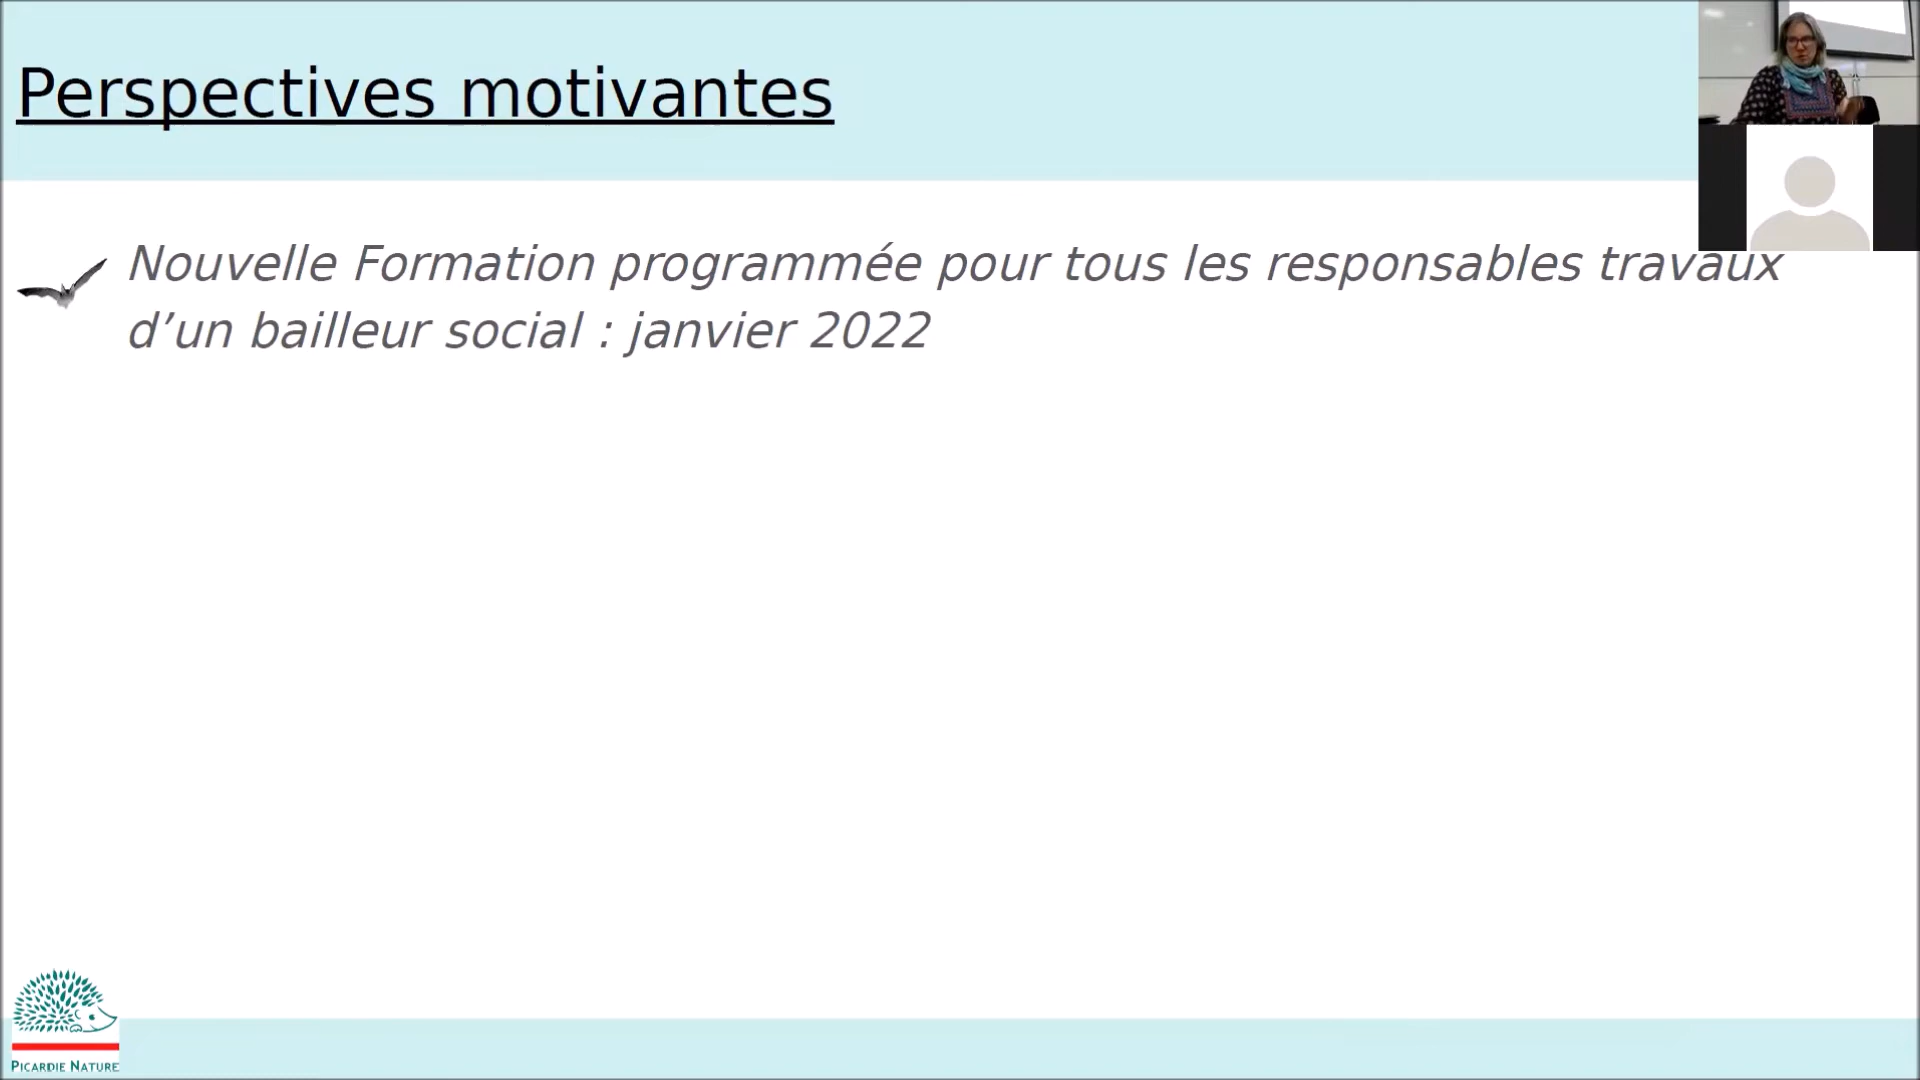 Perspectives motivantes
Nouvelle Formation programmée pour tous les responsables travaux
d’un bailleur social : janvier 2022
PICARDIE NATURE